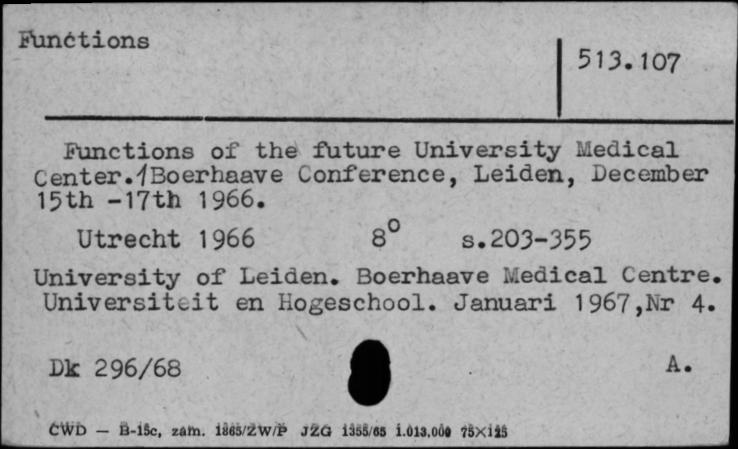 Functions
513.107
Functions of the future University Medical
Center./Boerhaave Conference, Leiden, December
15th -17th 1966.
Utrecht 1966 8° s.203-355
University of Leiden. Boerhaave Medical Centre.
Universiteit en Hogeschool. Januari 1967,Nr 4.
Dk 296/68 A.
CWD — B-15c, zam. 1865/ZW/P JZG 1355/65 1.013.000 75×125